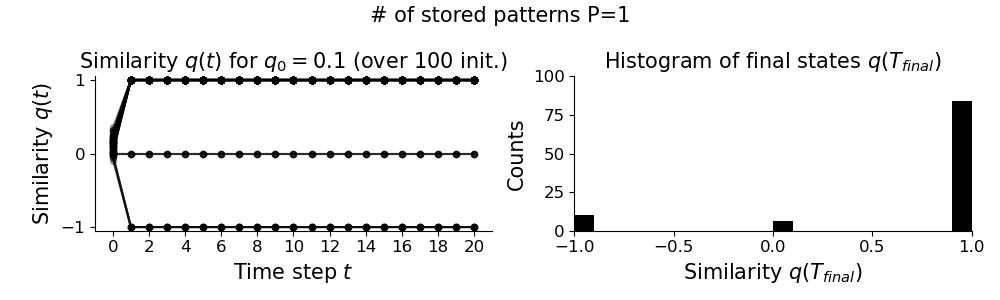 # of stored patterns P=1
Similarity q(t) for q₀ = 0.1 (over 100 init.)
1
0
−1
Similarity q(t)
0 2 4 6 8 10 12 14 16 18 20
Time step t
Histogram of final states q(T_final)
100
75
50
25
0
Counts
−1.0 −0.5 0.0 0.5 1.0
Similarity q(T_final)